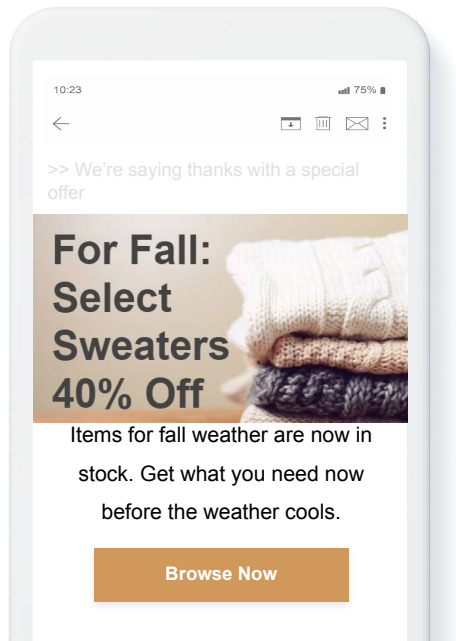 10:23 75%
>> We're saying thanks with a special
offer
For Fall:
Select
Sweaters
40% Off
Items for fall weather are now in
stock. Get what you need now
before the weather cools.
Browse Now